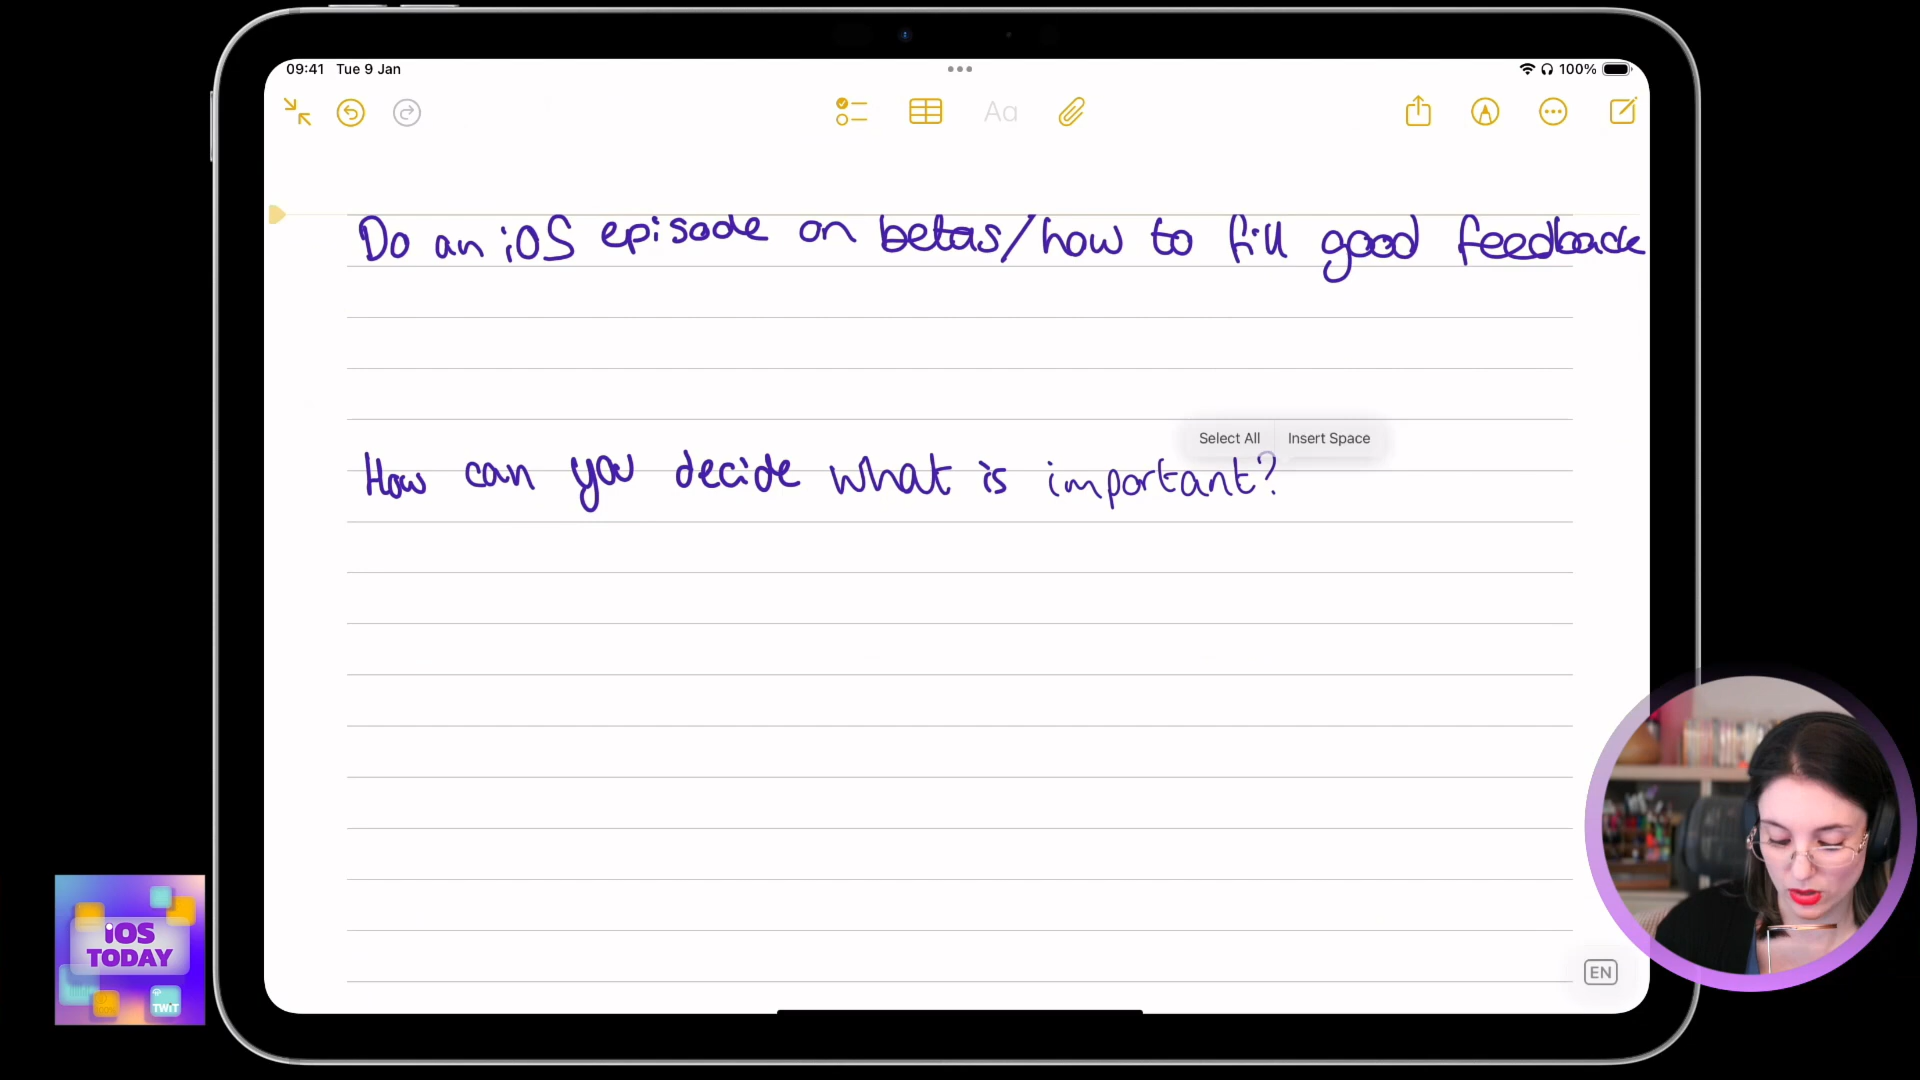 09:41 Tue 9 Jan
100%
Aa
Do an iOS episode on betas/how to fill good feedback
Select All Insert Space
How can you decide what is important?
EN
iOS
TODAY
TWiT